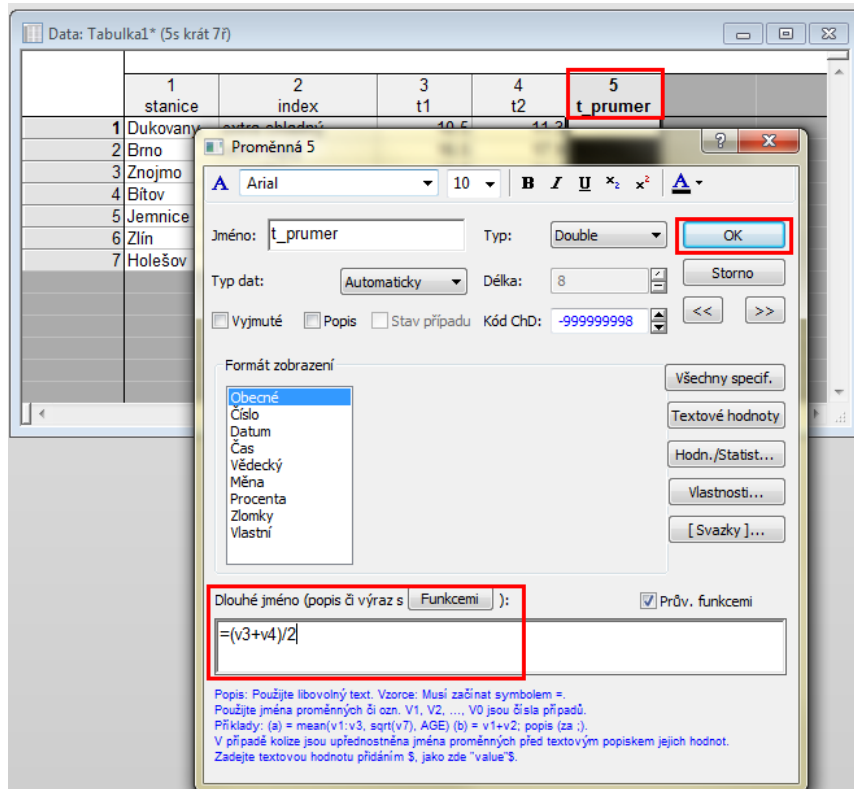 Data: Tabulka1* (5s krát 7ř)
1 2 3 4 5
stanice index t1 t2 t_prumer
1 Dukovany
2 Brno
3 Znojmo
4 Bítov
5 Jemnice
6 Zlín
7 Holešov
Proměnná 5
A Arial 10 B I U x₂ x² A
Jméno: t_prumer Typ: Double OK
Typ dat: Automaticky Délka: 8 Storno
Vyjmuté Popis Stav případu Kód ChD: -999999998 << >>
Formát zobrazení
Všechny specif.
Obecné
Číslo
Textové hodnoty
Datum
Čas
Hodn./Statist...
Vědecký
Měna
Vlastnosti...
Procenta
Zlomky
[ Svazky ]...
Vlastní
Dlouhé jméno (popis či výraz s Funkcemi ): Prův. funkcemi
=(v3+v4)/2
Popis: Použijte libovolný text. Vzorce: Musí začínat symbolem =.
Použijte jména proměnných či ozn. V1, V2, ..., V0 jsou čísla případů.
Příklady: (a) = mean(v1:v3, sqrt(v7), AGE) (b) = v1+v2; popis (za ;).
V případě kolize jsou upřednostněna jména proměnných před textovým popiskem jejich hodnot.
Zadejte textovou hodnotu přidáním $, jako zde "value"$.